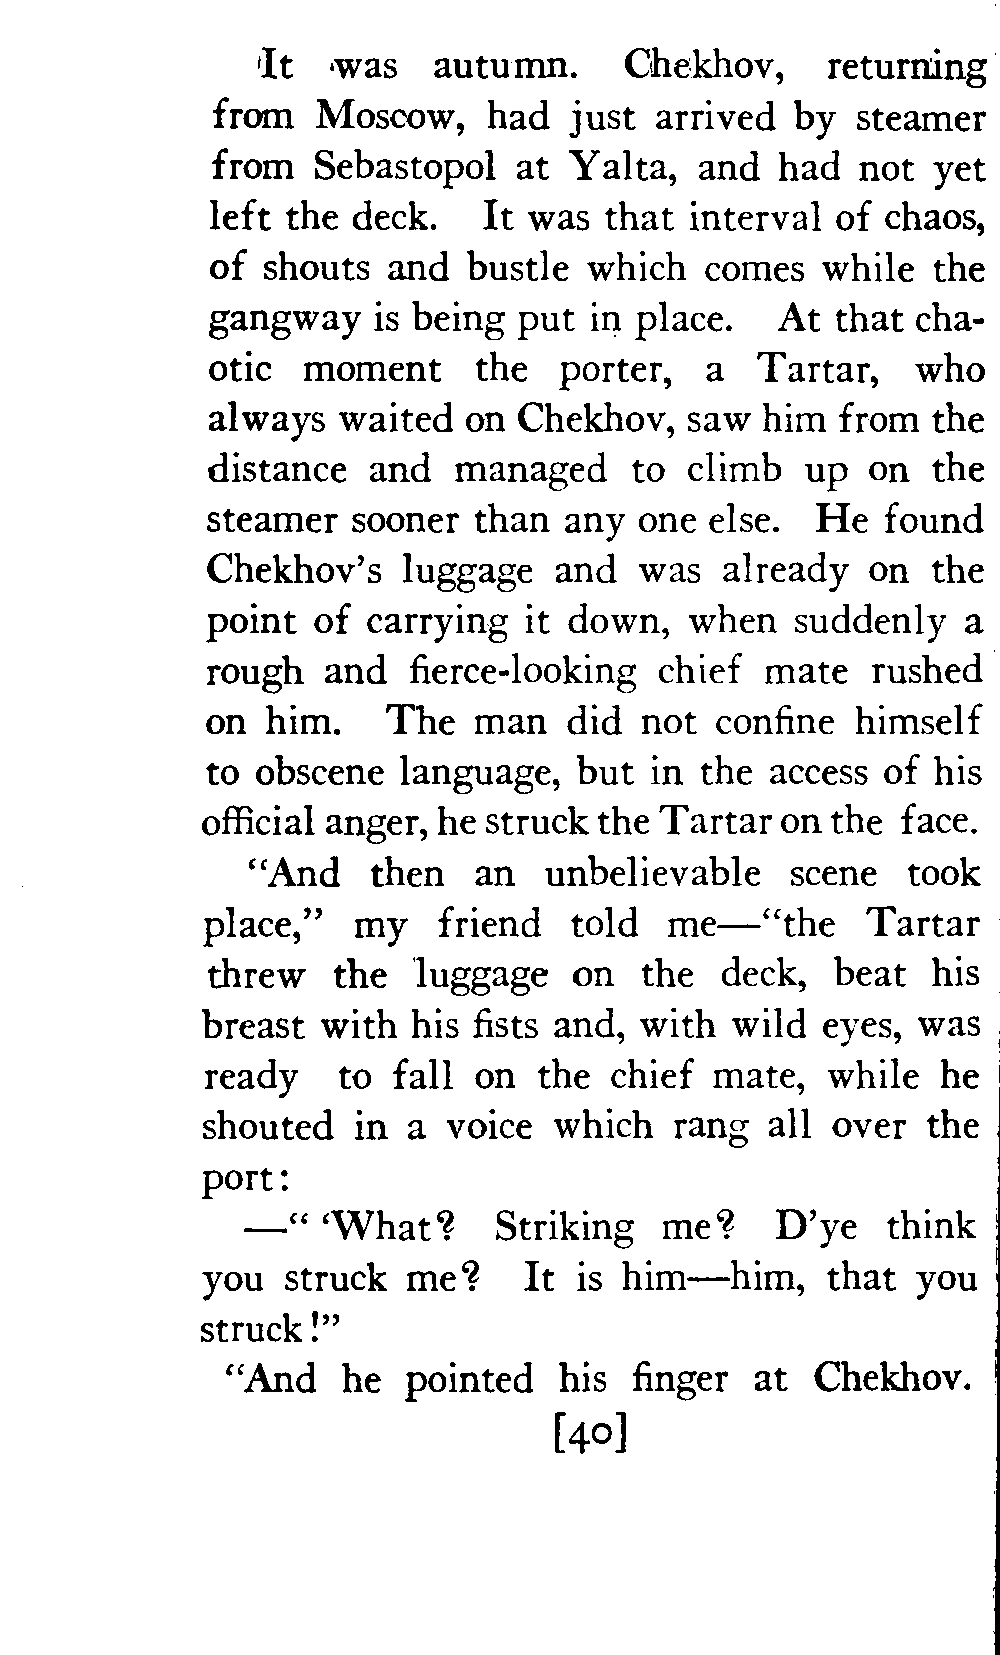 It was autumn. Chekhov, returning
from Moscow, had just arrived by steamer
from Sebastopol at Yalta, and had not yet
left the deck. It was that interval of chaos,
of shouts and bustle which comes while the
gangway is being put in place. At that cha-
otic moment the porter, a Tartar, who
always waited on Chekhov, saw him from the
distance and managed to climb up on the
steamer sooner than any one else. He found
Chekhov's luggage and was already on the
point of carrying it down, when suddenly a
rough and fierce-looking chief mate rushed
on him. The man did not confine himself
to obscene language, but in the access of his
official anger, he struck the Tartar on the face.
“And then an unbelievable scene took
place,” my friend told me—“the Tartar
threw the luggage on the deck, beat his
breast with his fists and, with wild eyes, was
ready to fall on the chief mate, while he
shouted in a voice which rang all over the
port:
—“ ‘What? Striking me? D’ye think
you struck me? It is him—him, that you
struck!”
“And he pointed his finger at Chekhov.
[40]